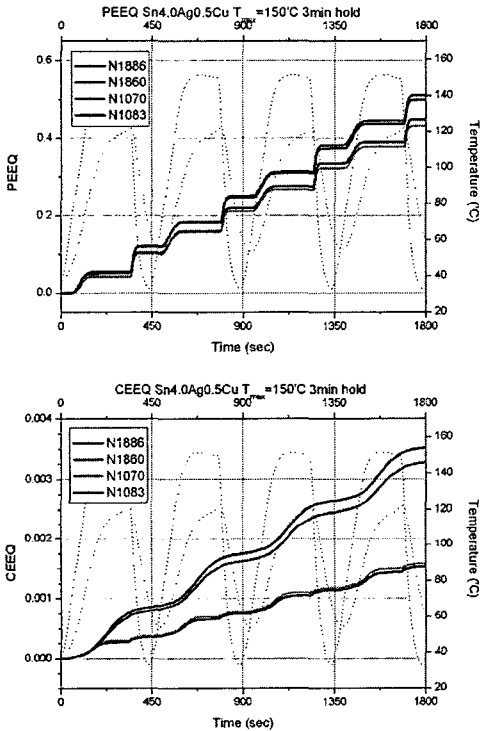 PEEQ Sn4.0Ag0.5Cu Tmax=150°C 3min hold
0 450 900 1350 1800
N1886
N1860
N1070
N1083
0.6
0.4
0.2
0.0
PEEQ
160
140
120
100
80
60
40
20
Temperature (°C)
0 450 900 1350 1800
Time (sec)
CEEQ Sn4.0Ag0.5Cu Tmax=150°C 3min hold
0 450 900 1350 1800
N1886
N1860
N1070
N1083
0.004
0.003
0.002
0.001
0.000
CEEQ
160
140
120
100
80
60
40
20
Temperature (°C)
0 450 900 1350 1800
Time (sec)